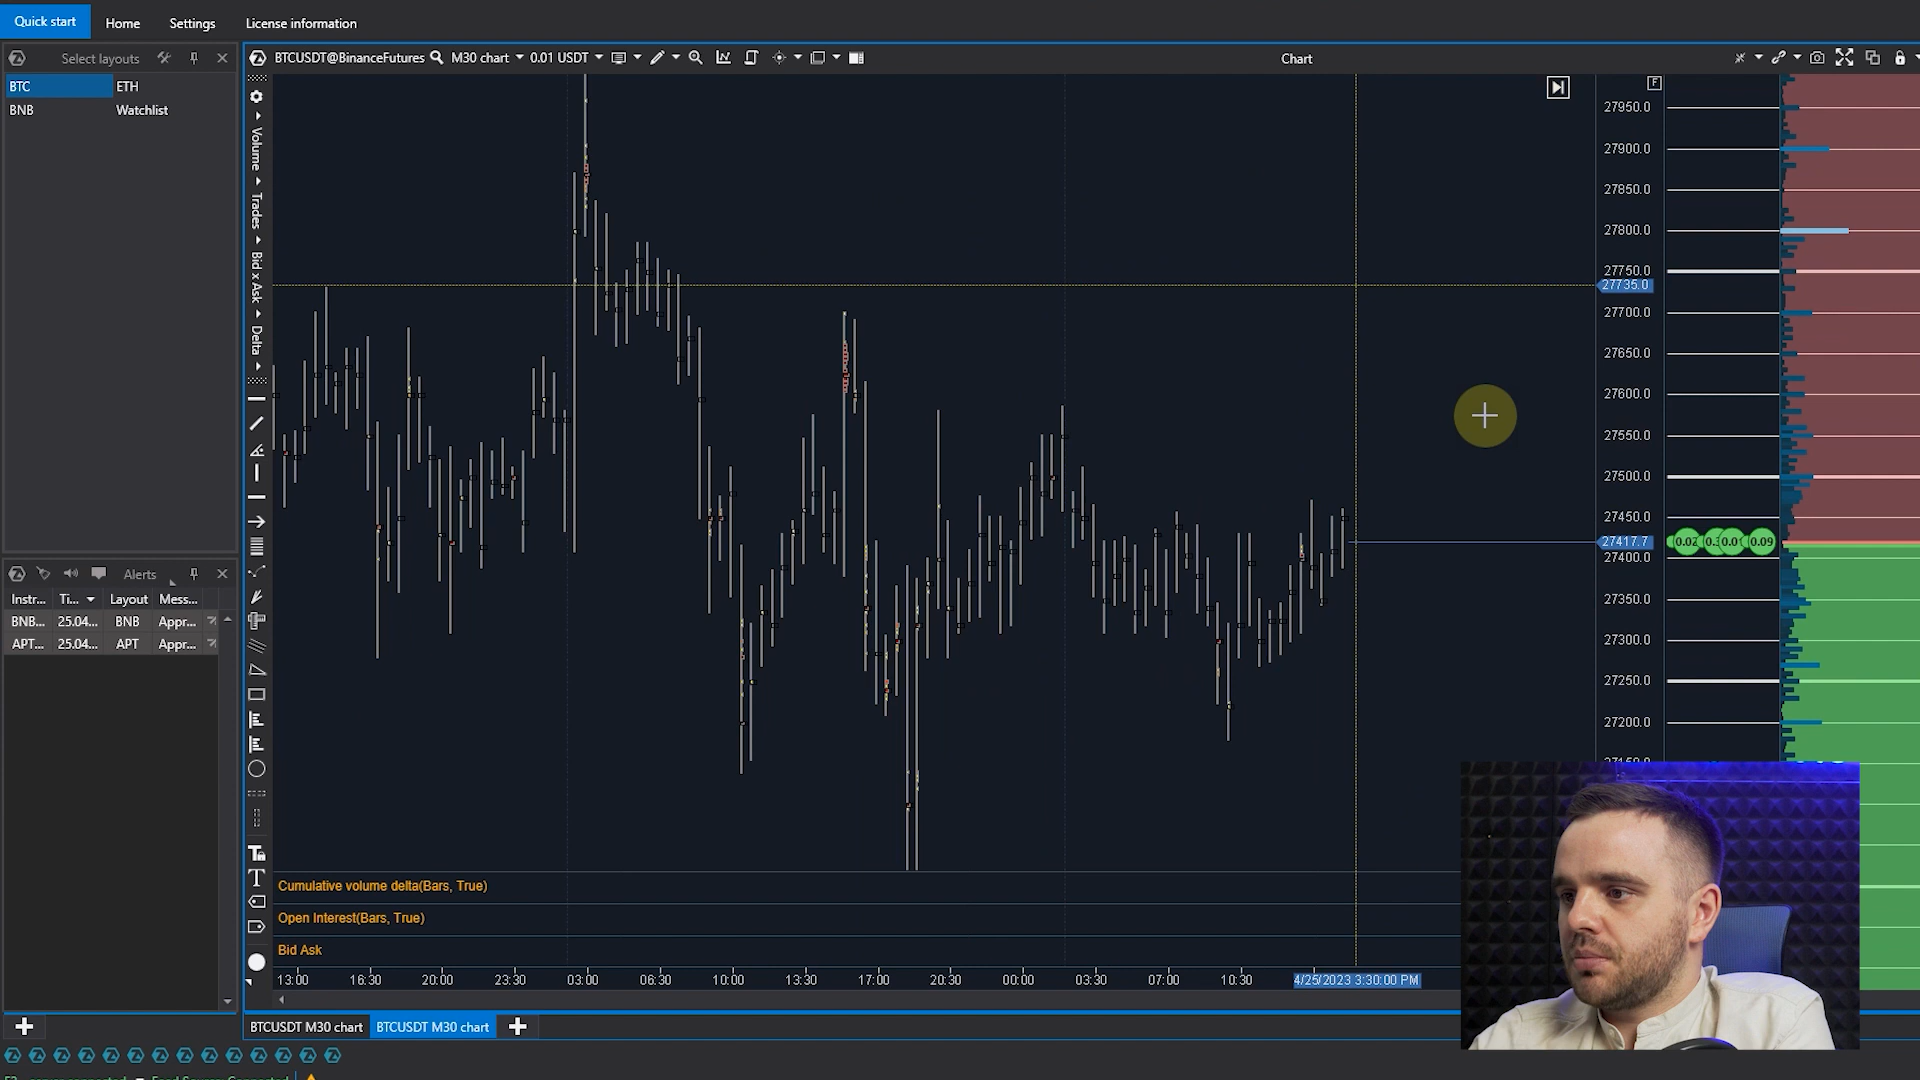 Quick start
Home
Settings
License information
Select layouts
BTC
ETH
BNB
Watchlist
BTCUSDT@BinanceFutures
M30 chart
0.01 USDT
Chart
Volume
Trades
Bid x Ask
Delta
F
27950.0
27900.0
27850.0
27800.0
27750.0
27735.0
27700.0
27650.0
27600.0
27550.0
27500.0
27450.0
27417.7
27400.0
27350.0
27300.0
27250.0
27200.0
0.02
0.09
Alerts
Instr...
Ti...
Layout
Mess...
BNB...
25.04...
BNB
Appr...
APT...
25.04...
APT
Appr...
Cumulative volume delta(Bars, True)
Open Interest(Bars, True)
Bid Ask
13:00
16:30
20:00
23:30
03:00
06:30
10:00
13:30
17:00
20:30
00:00
03:30
07:00
10:30
4/25/2023 3:30:00 PM
BTCUSDT M30 chart
BTCUSDT M30 chart